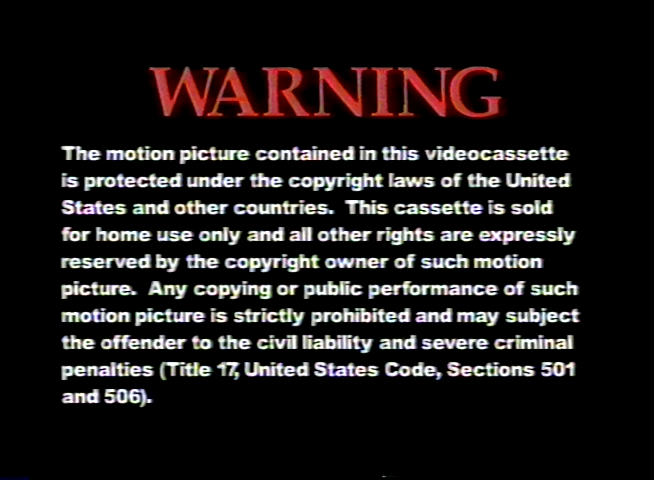 WARNING
The motion picture contained in this videocassette
is protected under the copyright laws of the United
States and other countries.  This cassette is sold
for home use only and all other rights are expressly
reserved by the copyright owner of such motion
picture.  Any copying or public performance of such
motion picture is strictly prohibited and may subject
the offender to the civil liability and severe criminal
penalties (Title 17, United States Code, Sections 501
and 506).